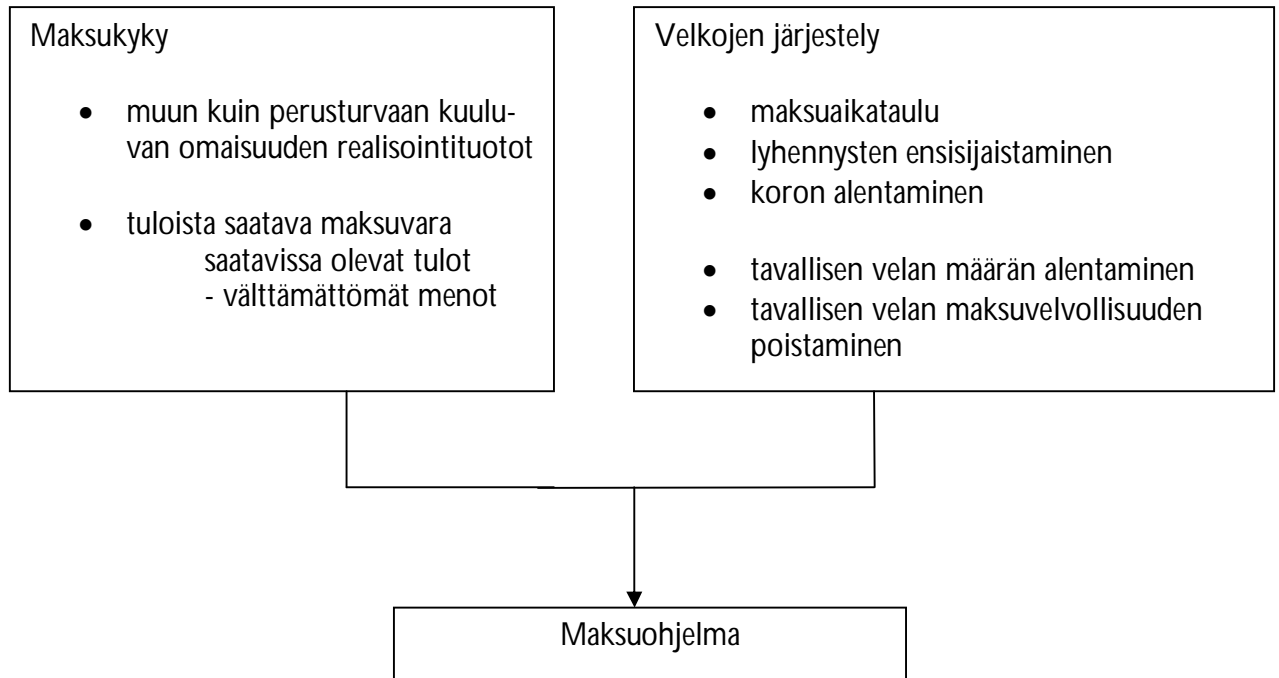 Maksukyky
• muun kuin perusturvaan kuulu-
van omaisuuden realisointituotot
• tuloista saatava maksuvara
saatavissa olevat tulot
- välttämättömät menot
Velkojen järjestely
• maksuaikataulu
• lyhennysten ensisijaistaminen
• koron alentaminen
• tavallisen velan määrän alentaminen
• tavallisen velan maksuvelvollisuuden
poistaminen
Maksuohjelma